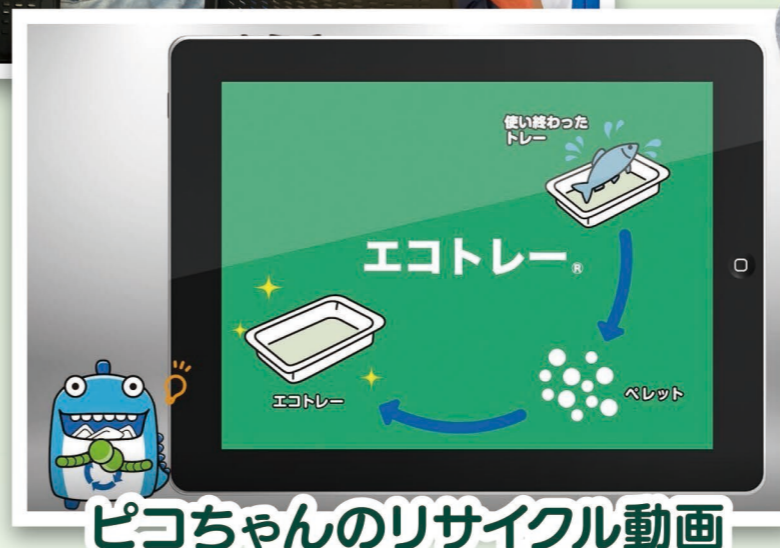 使い終わった
トレー
エコトレー®
ペレット
エコトレー
ピコちゃんのリサイクル動画